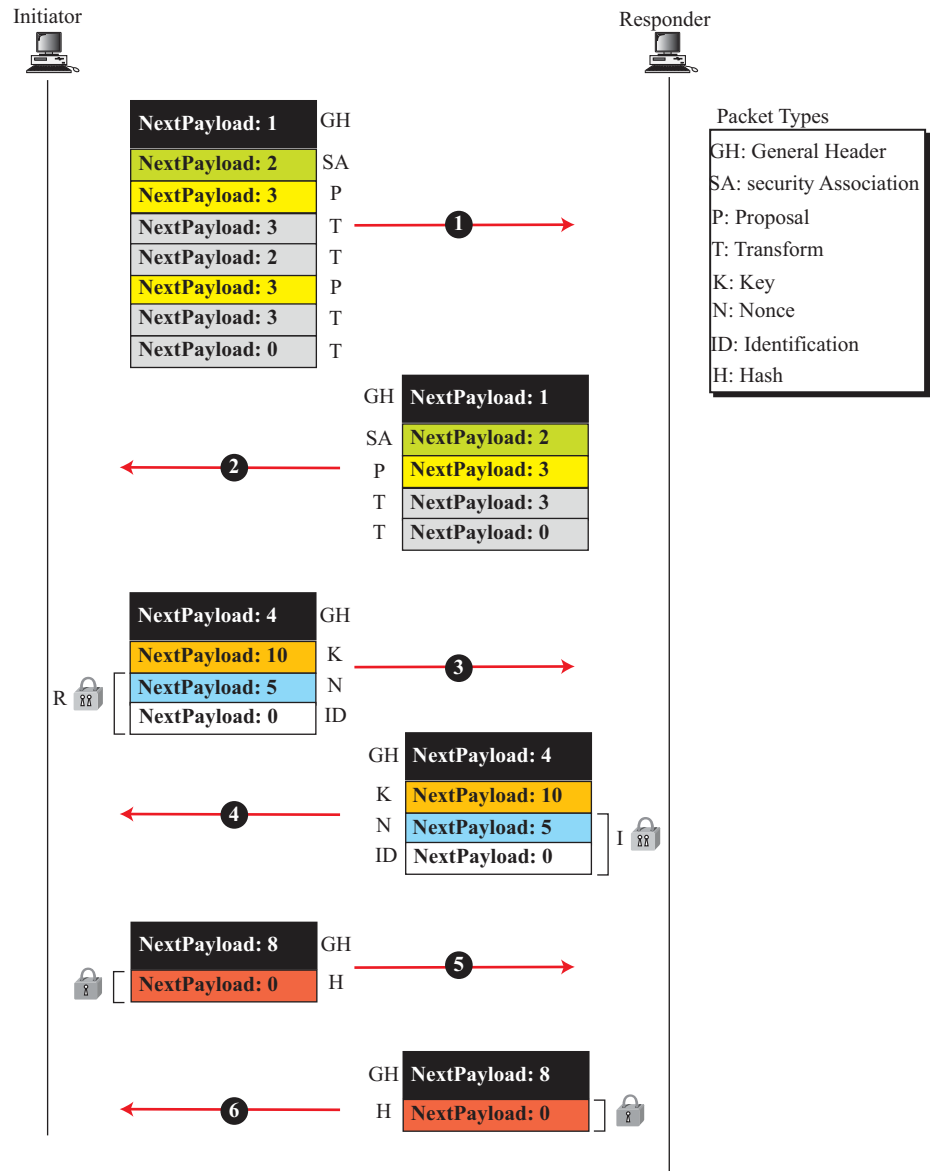 Initiator
Responder
NextPayload: 1 GH
NextPayload: 2 SA
NextPayload: 3 P
NextPayload: 3 T
NextPayload: 2 T
NextPayload: 3 P
NextPayload: 3 T
NextPayload: 0 T
1
Packet Types
GH: General Header
SA: security Association
P: Proposal
T: Transform
K: Key
N: Nonce
ID: Identification
H: Hash
GH NextPayload: 1
SA NextPayload: 2
P NextPayload: 3
T NextPayload: 3
T NextPayload: 0
2
NextPayload: 4 GH
NextPayload: 10 K
NextPayload: 5 N
NextPayload: 0 ID
R
3
GH NextPayload: 4
K NextPayload: 10
N NextPayload: 5
ID NextPayload: 0
I
4
NextPayload: 8 GH
NextPayload: 0 H
5
GH NextPayload: 8
H NextPayload: 0
6